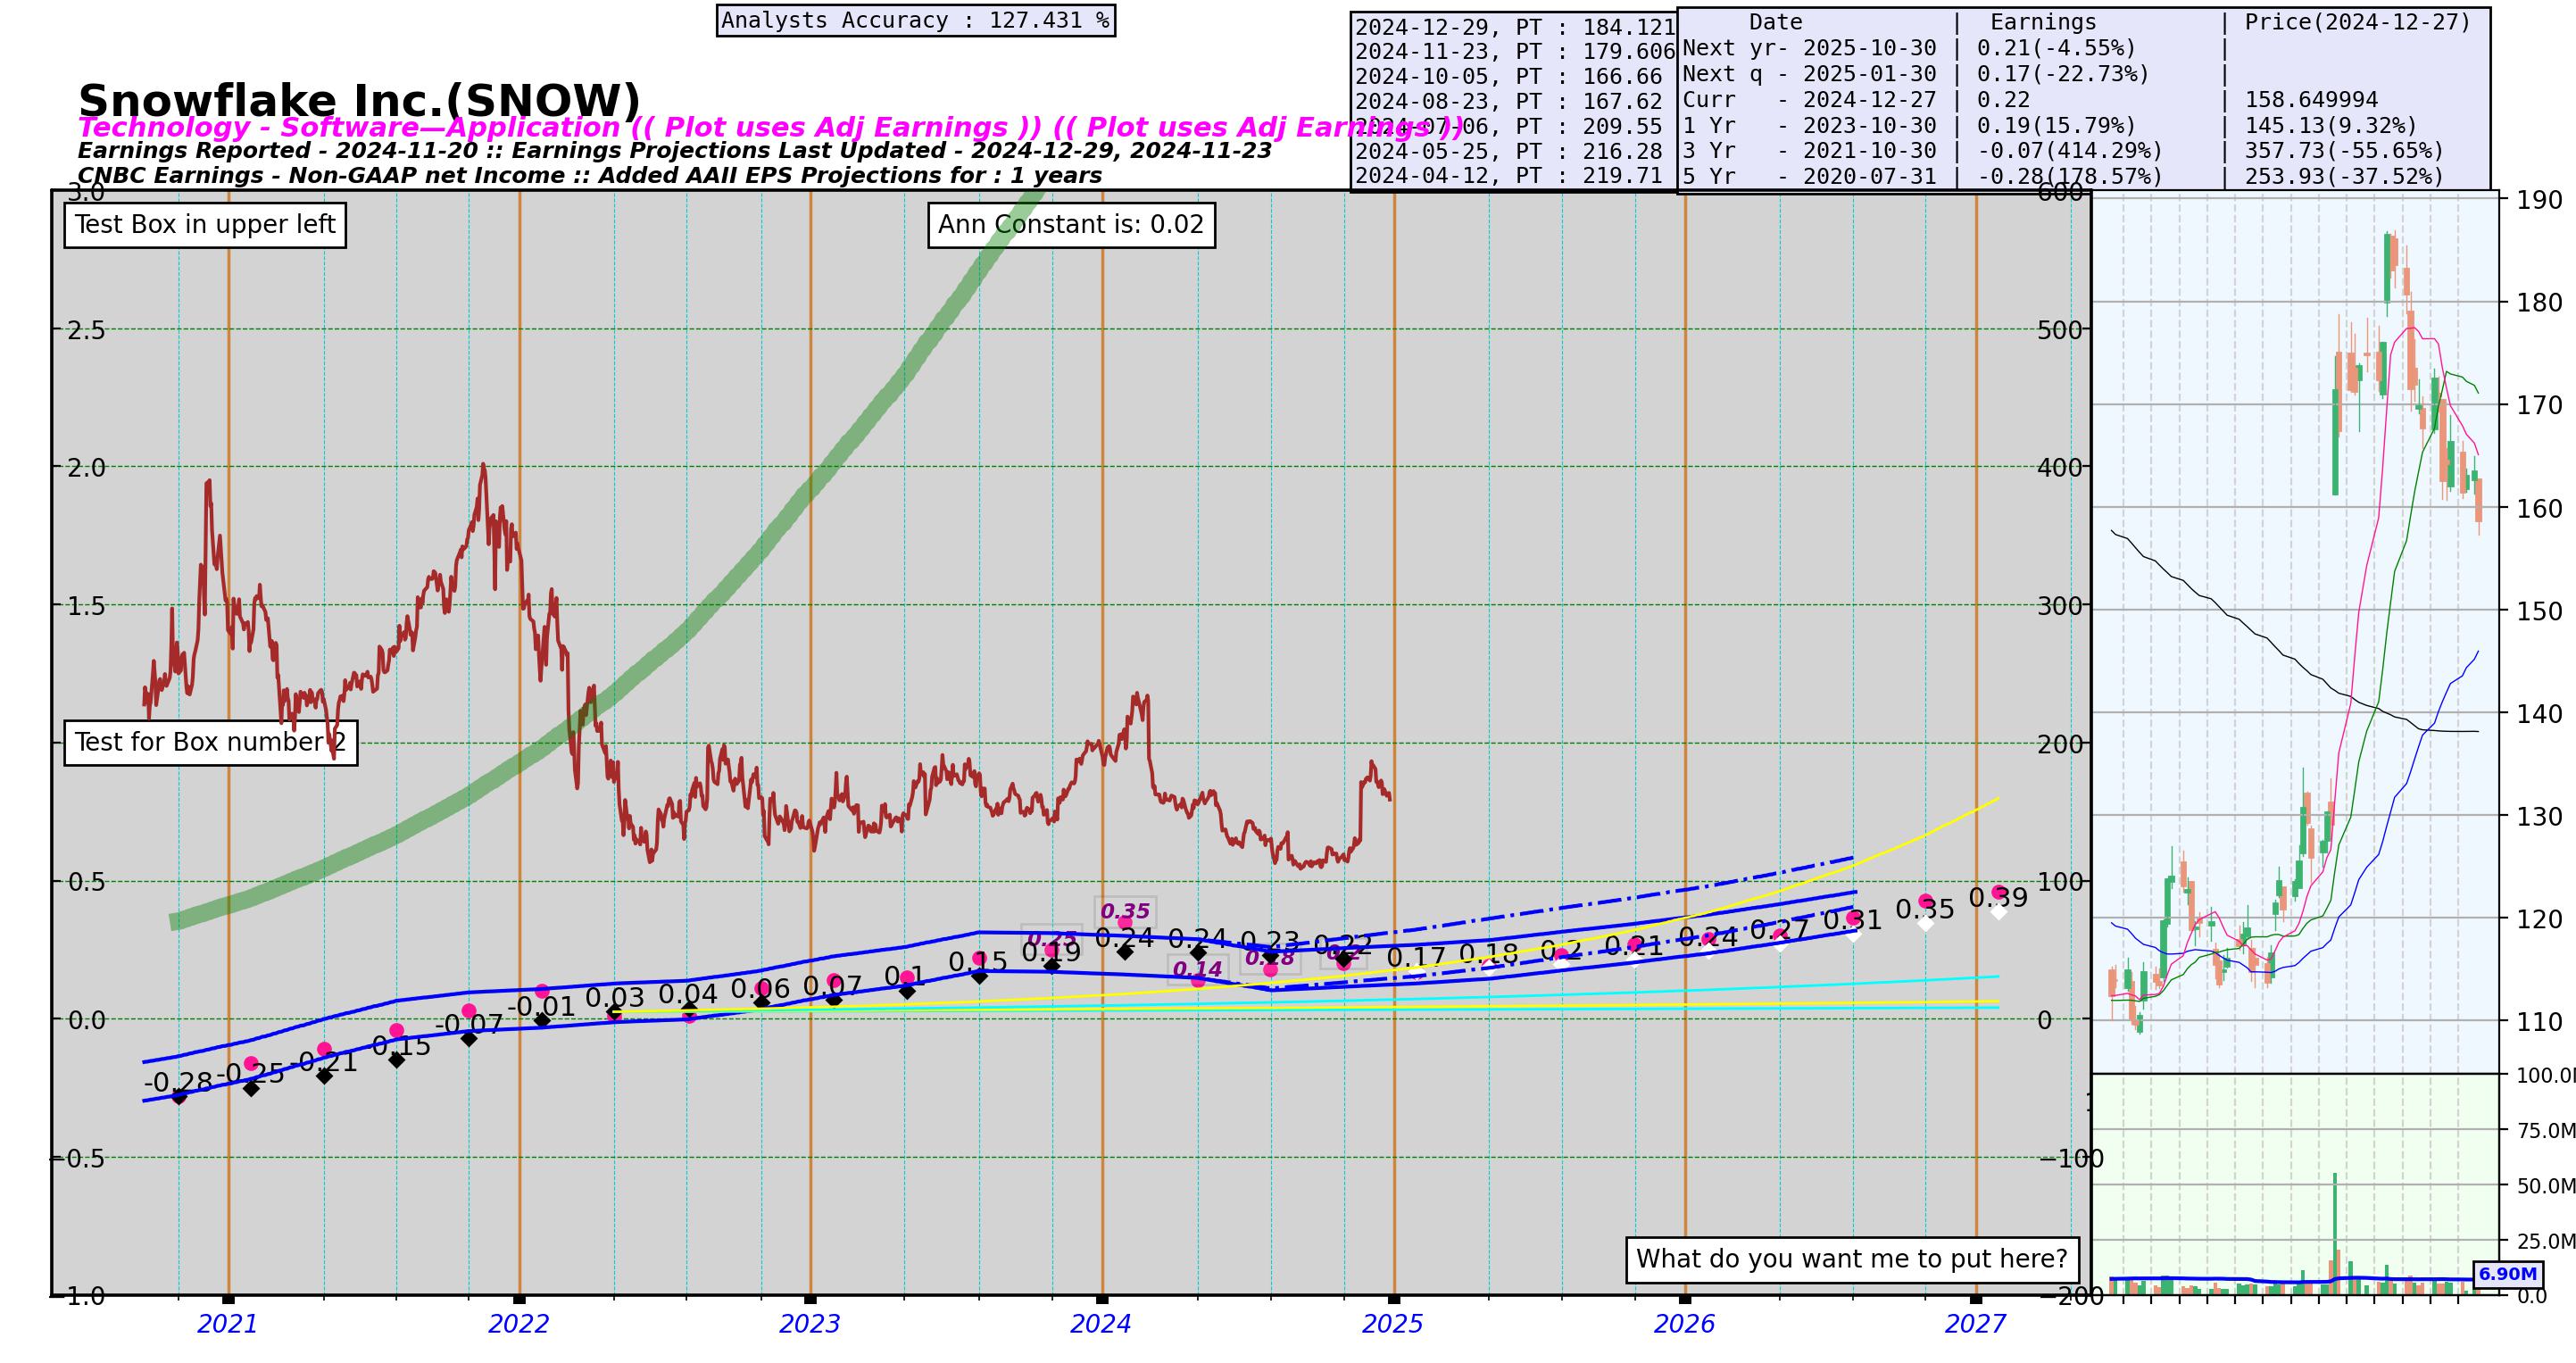 Analysts Accuracy : 127.431 %
2024-12-29, PT : 184.121
2024-11-23, PT : 179.606
2024-10-05, PT : 166.66
2024-08-23, PT : 167.62
2024-07-06, PT : 209.55
2024-05-25, PT : 216.28
2024-04-12, PT : 219.71
Date | Earnings | Price(2024-12-27)
Next yr- 2025-10-30 | 0.21(-4.55%) |
Next q - 2025-01-30 | 0.17(-22.73%) |
Curr - 2024-12-27 | 0.22 | 158.649994
1 Yr - 2023-10-30 | 0.19(15.79%) | 145.13(9.32%)
3 Yr - 2021-10-30 | -0.07(414.29%) | 357.73(-55.65%)
5 Yr - 2020-07-31 | -0.28(178.57%) | 253.93(-37.52%)
Snowflake Inc.(SNOW)
Technology - Software—Application (( Plot uses Adj Earnings )) (( Plot uses Adj Earnings ))
Earnings Reported - 2024-11-20 :: Earnings Projections Last Updated - 2024-12-29, 2024-11-23
CNBC Earnings - Non-GAAP net Income :: Added AAII EPS Projections for : 1 years
Test Box in upper left
Ann Constant is: 0.02
Test for Box number 2
What do you want me to put here?
3.0
2.5
2.0
1.5
0.5
0.0
−0.5
−1.0
600
500
400
300
200
100
0
−100
−200
-0.28 -0.25 -0.21 -0.15 -0.07 -0.01 0.03 0.04 0.06 0.07 0.1 0.15 0.19 0.24 0.24 0.23 0.22 0.17 0.18 0.2 0.21 0.24 0.27 0.31 0.35 0.39
0.25 0.35 0.14 0.18 0.2
2021 2022 2023 2024 2025 2026 2027
190
180
170
160
150
140
130
120
110
100.0M
75.0M
50.0M
25.0M
6.90M
0.0